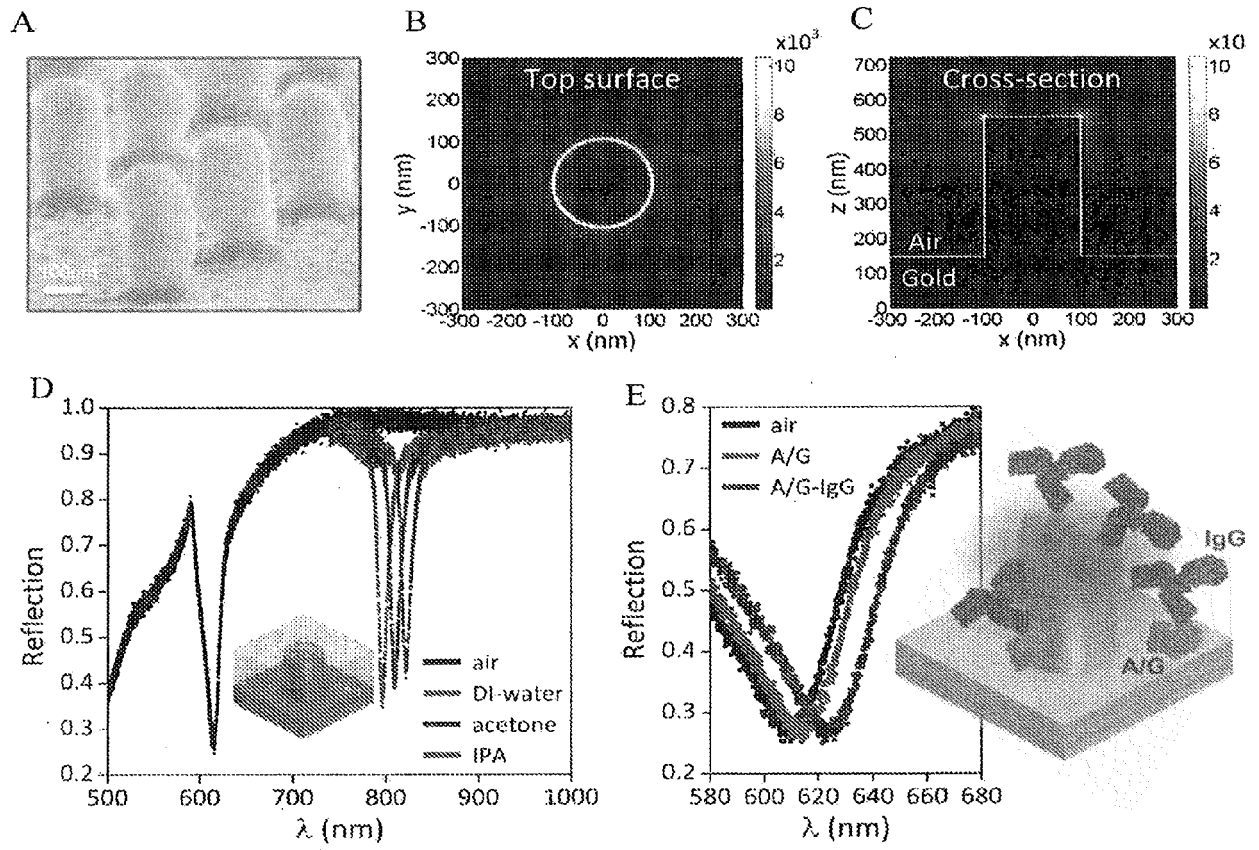 A
B
C
×10³
×10
Top surface
Cross-section
300
200
100
0
-100
-200
-300
y (nm)
-300 -200 -100 0 100 200 300
x (nm)
10
8
6
4
2
700
600
500
400
300
200
100
0
z (nm)
Air
Gold
-300 -200 -100 0 100 200 300
x (nm)
10
8
6
4
2
D
1.0
0.9
0.8
0.7
0.6
0.5
0.4
0.3
0.2
Reflection
air
DI-water
acetone
IPA
500 600 700 800 900 1000
λ (nm)
E
0.8
0.7
0.6
0.5
0.4
0.3
0.2
Reflection
air
A/G
A/G-IgG
580 600 620 640 660 680
λ (nm)
IgG
A/G